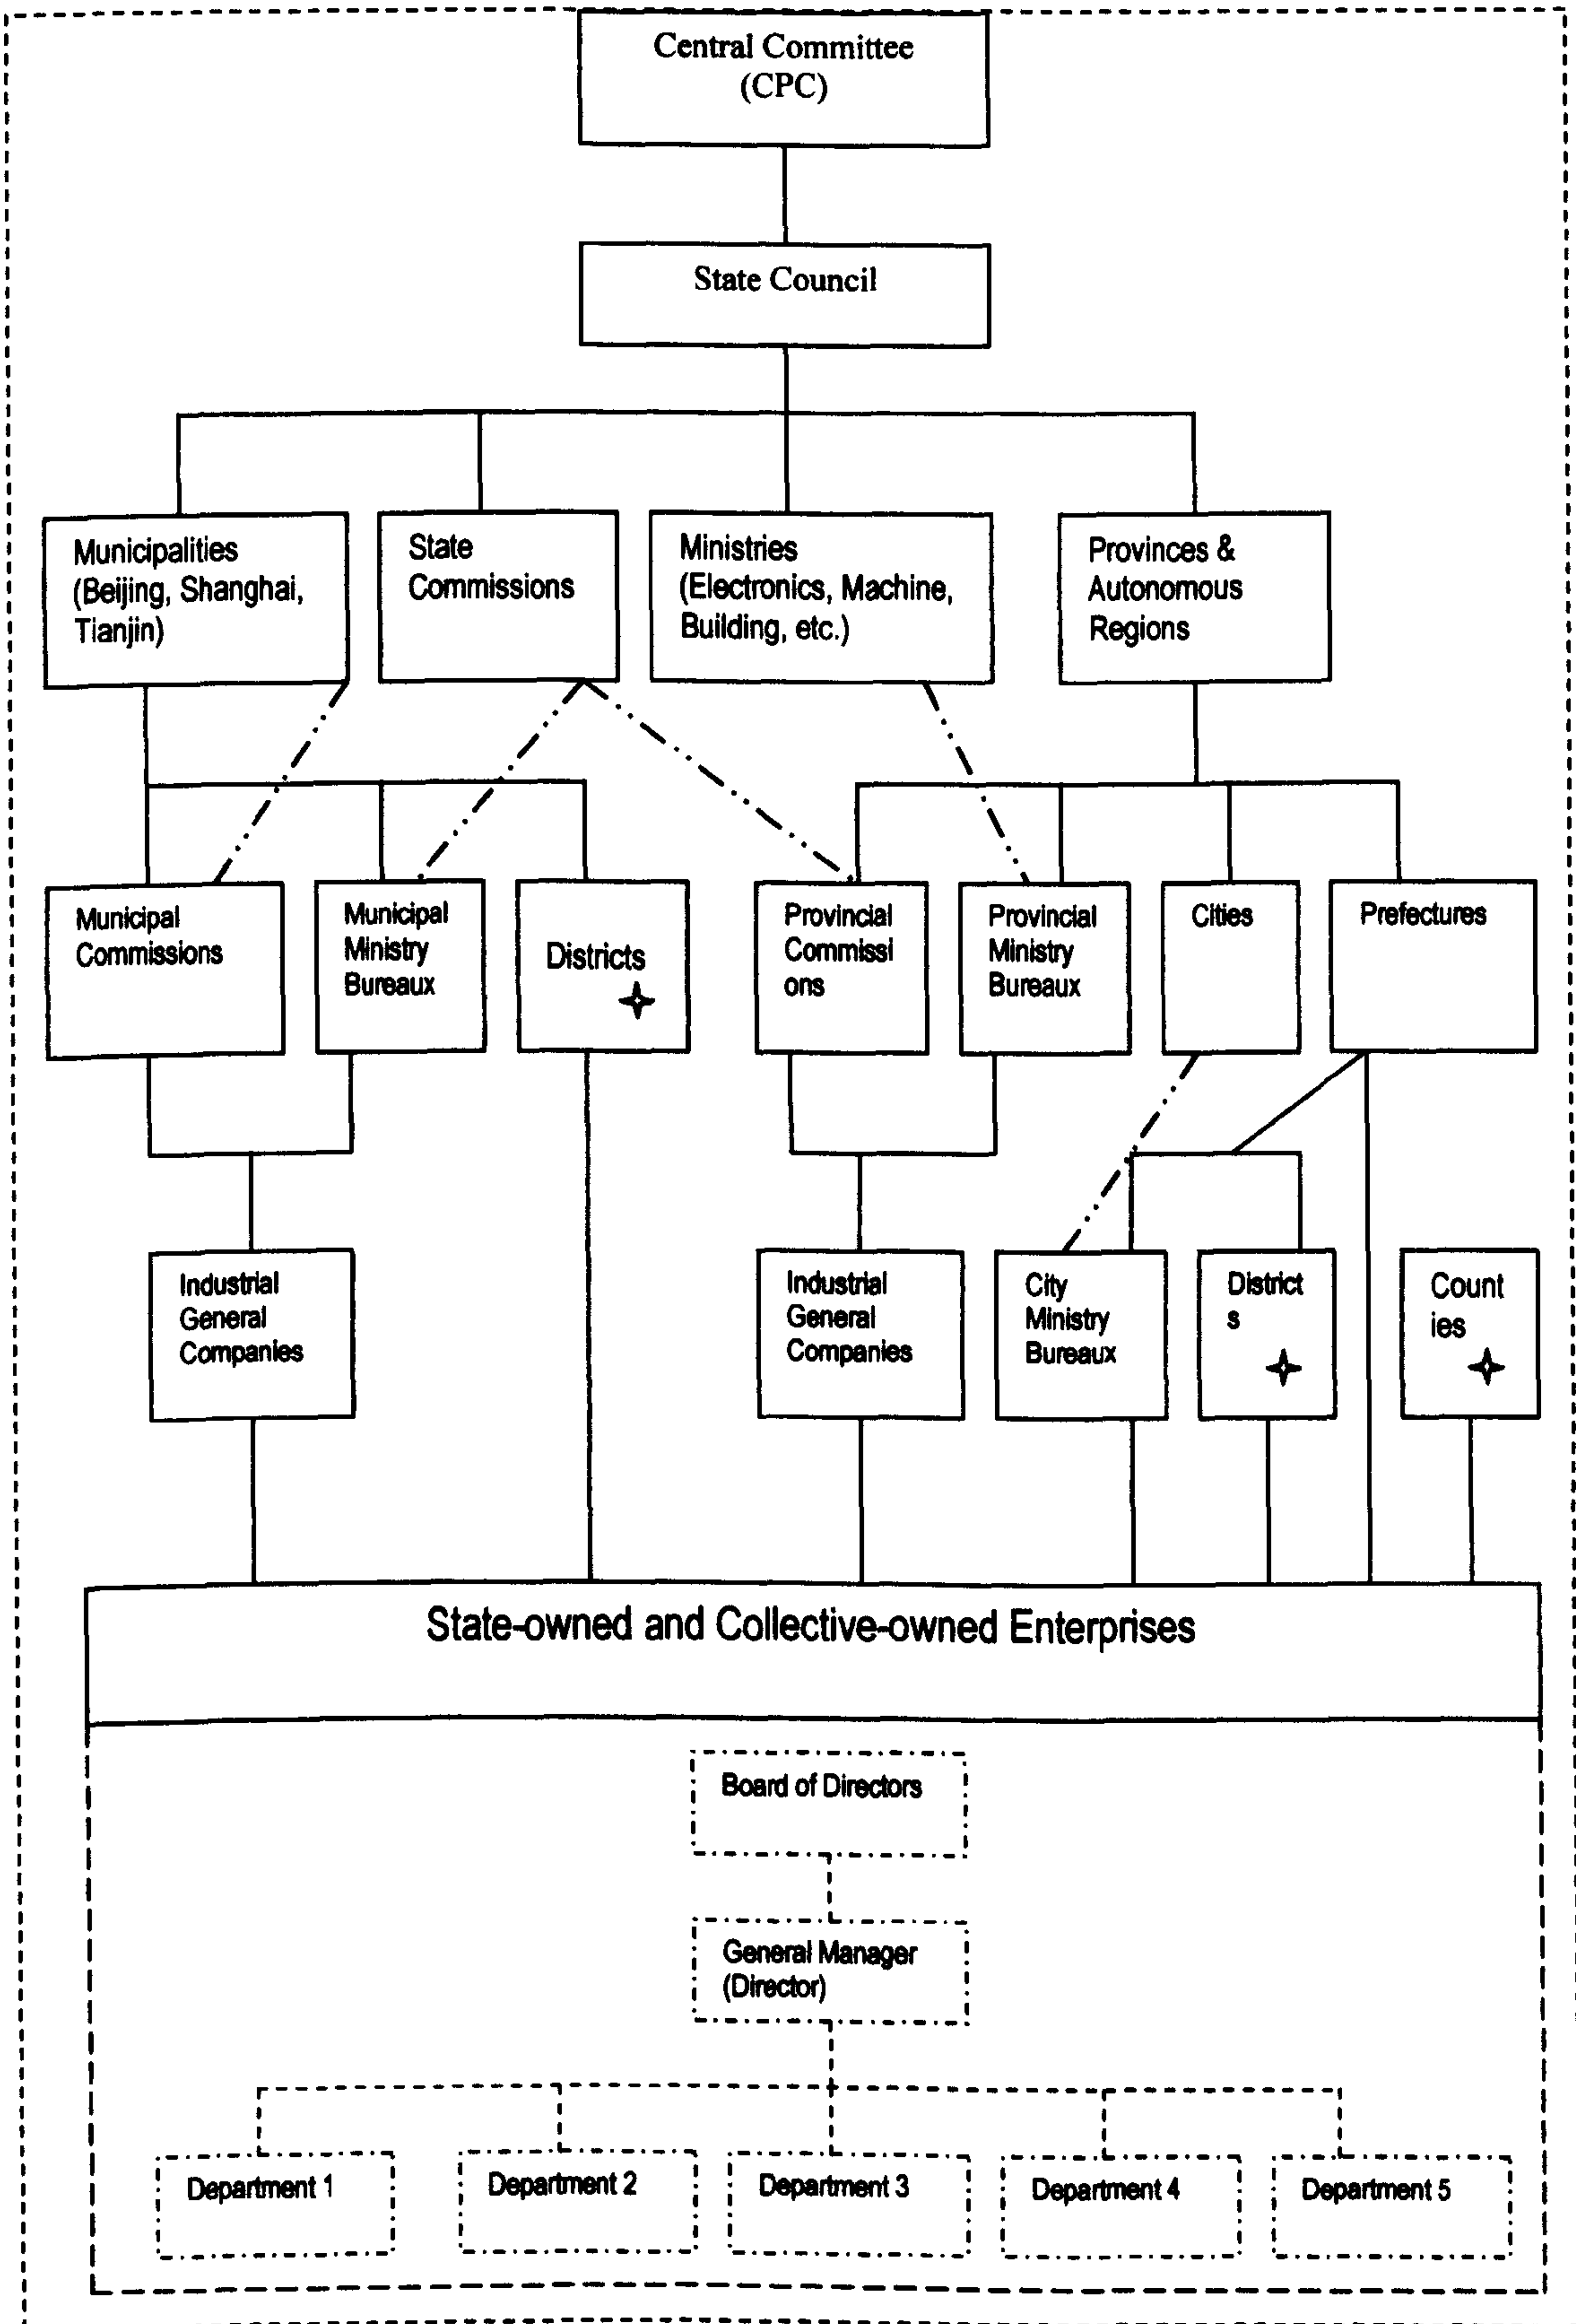 Central Committee
(CPC)
State Council
Municipalities
(Beijing, Shanghai,
Tianjin)
State
Commissions
Ministries
(Electronics, Machine,
Building, etc.)
Provinces &
Autonomous
Regions
Municipal
Commissions
Municipal
Ministry
Bureaux
Districts
Provincial
Commissi
ons
Provincial
Ministry
Bureaux
Cities
Prefectures
Industrial
General
Companies
Industrial
General
Companies
City
Ministry
Bureaux
District
s
Count
ies
State-owned and Collective-owned Enterprises
Board of Directors
General Manager
(Director)
Department 1
Department 2
Department 3
Department 4
Department 5